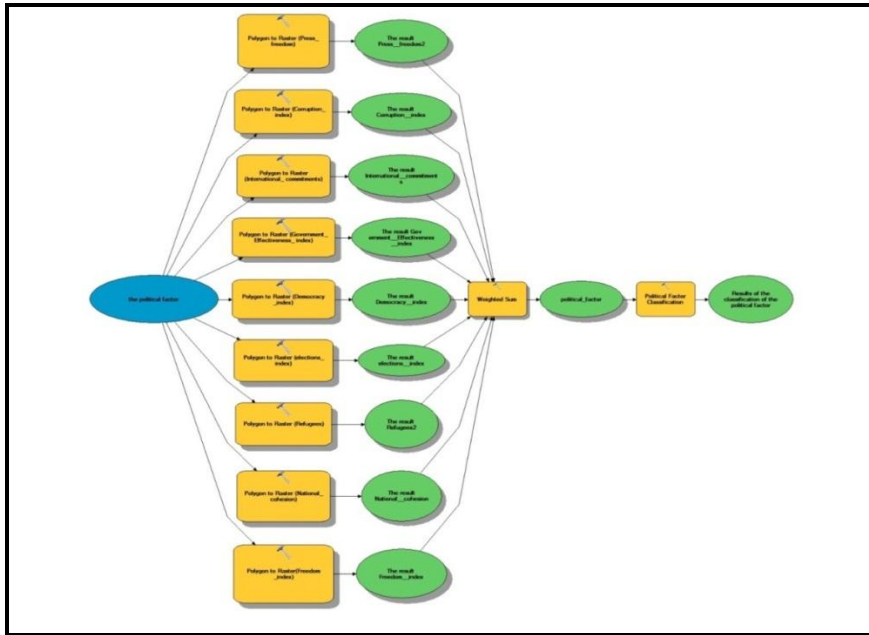 Polygon to Raster (Press_
freedom)
The result
Press__freedom2
Polygon to Raster (Corruption_
index)
The result
Corruption__index
Polygon to Raster
(International_ commitments)
The result
International__commitment
s
Polygon to Raster (Government_
Effectiveness_ index)
The result Gov
ernment__Effectiveness
__index
the political factor
Polygon to Raster (Democracy
_index)
The result
Democracy__index
Weighted Sum
political_factor
Political Factor
Classification
Results of the
classification of the
political factor
Polygon to Raster (elections_
index)
The result
elections__index
Polygon to Raster (Refugees)
The result
Refugees2
Polygon to Raster (National_
cohesion)
The result
National__cohesion
Polygon to Raster(Freedom
_index)
The result
Freedom__index